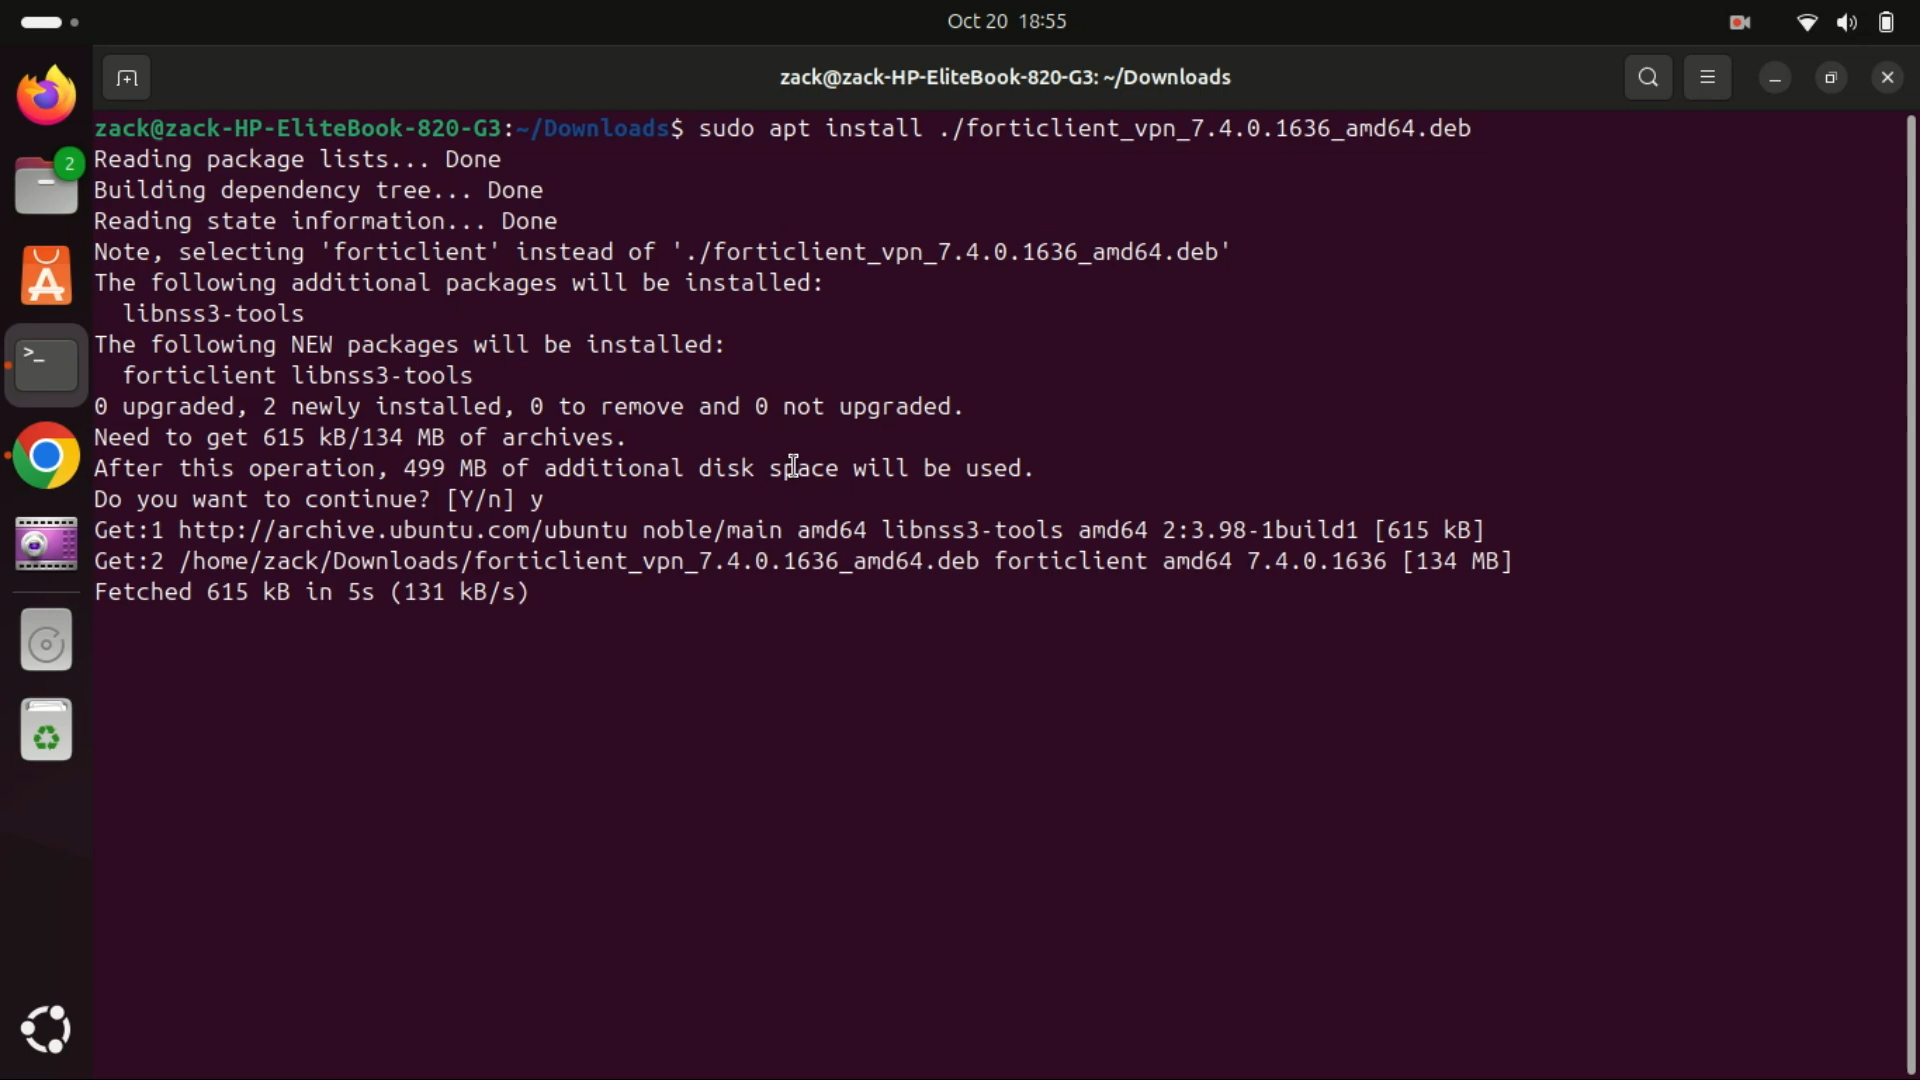 Oct 20 18:55
zack@zack-HP-EliteBook-820-G3: ~/Downloads
2
zack@zack-HP-EliteBook-820-G3:~/Downloads$ sudo apt install ./forticlient_vpn_7.4.0.1636_amd64.deb
Reading package lists... Done
Building dependency tree... Done
Reading state information... Done
Note, selecting 'forticlient' instead of './forticlient_vpn_7.4.0.1636_amd64.deb'
The following additional packages will be installed:
  libnss3-tools
The following NEW packages will be installed:
  forticlient libnss3-tools
0 upgraded, 2 newly installed, 0 to remove and 0 not upgraded.
Need to get 615 kB/134 MB of archives.
After this operation, 499 MB of additional disk space will be used.
Do you want to continue? [Y/n] y
Get:1 http://archive.ubuntu.com/ubuntu noble/main amd64 libnss3-tools amd64 2:3.98-1build1 [615 kB]
Get:2 /home/zack/Downloads/forticlient_vpn_7.4.0.1636_amd64.deb forticlient amd64 7.4.0.1636 [134 MB]
Fetched 615 kB in 5s (131 kB/s)